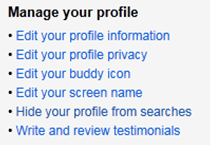 Manage your profile
• Edit your profile information
• Edit your profile privacy
• Edit your buddy icon
• Edit your screen name
• Hide your profile from searches
• Write and review testimonials